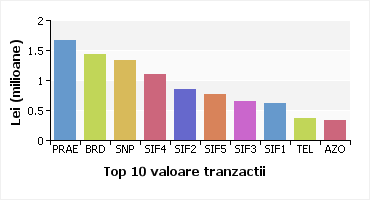 Lei (milioane)
2
1.5
1
0.5
0
PRAE BRD SNP SIF4 SIF2 SIF5 SIF3 SIF1 TEL AZO
Top 10 valoare tranzactii